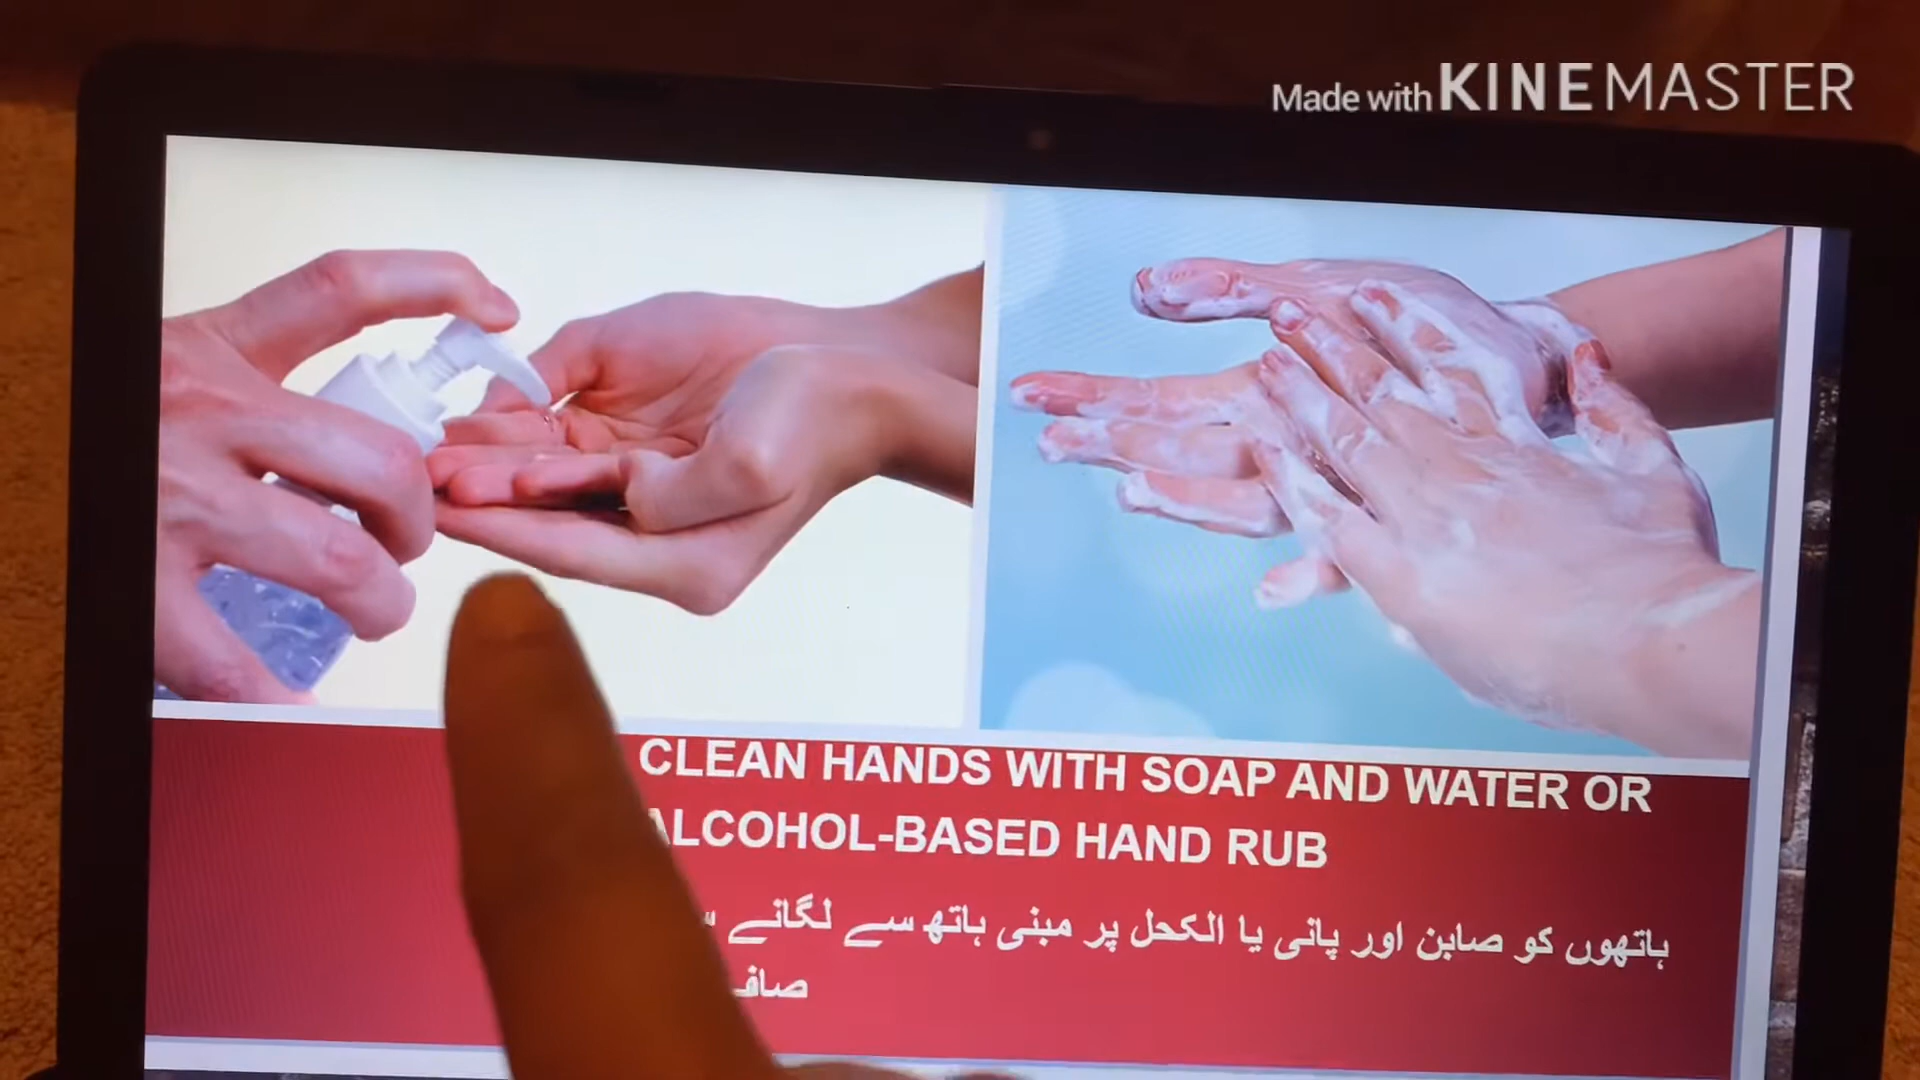 Made with KINEMASTER
CLEAN HANDS WITH SOAP AND WATER OR
ALCOHOL-BASED HAND RUB
ہاتھوں کو صابن اور پانی یا الکحل پر مبنی ہاتھ سے لگانے